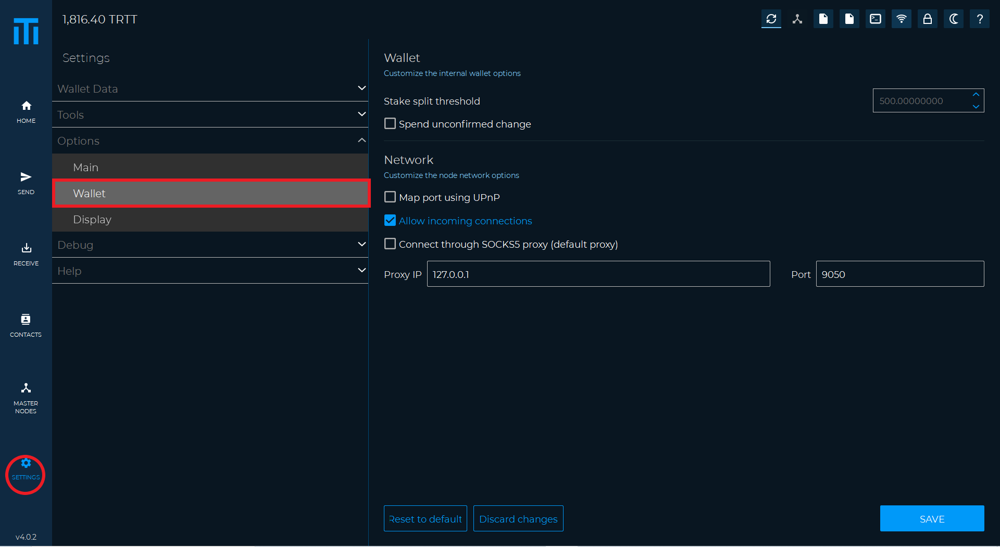 1,816.40 TRTT
HOME
SEND
RECEIVE
CONTACTS
MASTER
NODES
SETTINGS
v4.0.2
Settings
Wallet Data
Tools
Options
Main
Wallet
Display
Debug
Help
Wallet
Customize the internal wallet options
Stake split threshold
500.00000000
Spend unconfirmed change
Network
Customize the node network options
Map port using UPnP
Allow incoming connections
Connect through SOCKS5 proxy (default proxy)
Proxy IP 127.0.0.1 Port 9050
Reset to default Discard changes SAVE